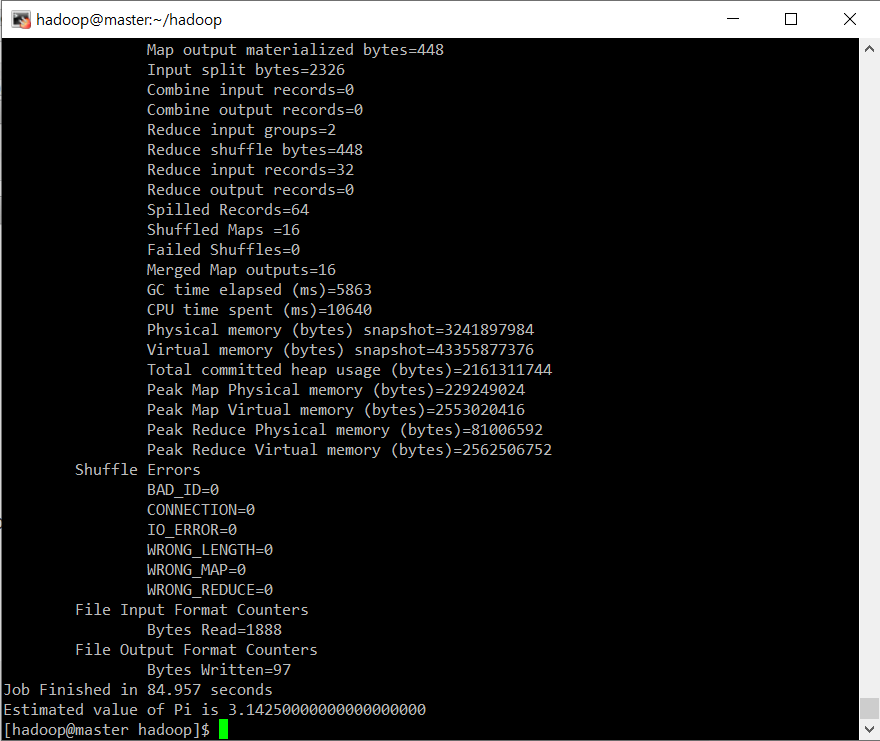 hadoop@master:~/hadoop
Map output materialized bytes=448
Input split bytes=2326
Combine input records=0
Combine output records=0
Reduce input groups=2
Reduce shuffle bytes=448
Reduce input records=32
Reduce output records=0
Spilled Records=64
Shuffled Maps =16
Failed Shuffles=0
Merged Map outputs=16
GC time elapsed (ms)=5863
CPU time spent (ms)=10640
Physical memory (bytes) snapshot=3241897984
Virtual memory (bytes) snapshot=43355877376
Total committed heap usage (bytes)=2161311744
Peak Map Physical memory (bytes)=229249024
Peak Map Virtual memory (bytes)=2553020416
Peak Reduce Physical memory (bytes)=81006592
Peak Reduce Virtual memory (bytes)=2562506752
Shuffle Errors
BAD_ID=0
CONNECTION=0
IO_ERROR=0
WRONG_LENGTH=0
WRONG_MAP=0
WRONG_REDUCE=0
File Input Format Counters
Bytes Read=1888
File Output Format Counters
Bytes Written=97
Job Finished in 84.957 seconds
Estimated value of Pi is 3.14250000000000000000
[hadoop@master hadoop]$